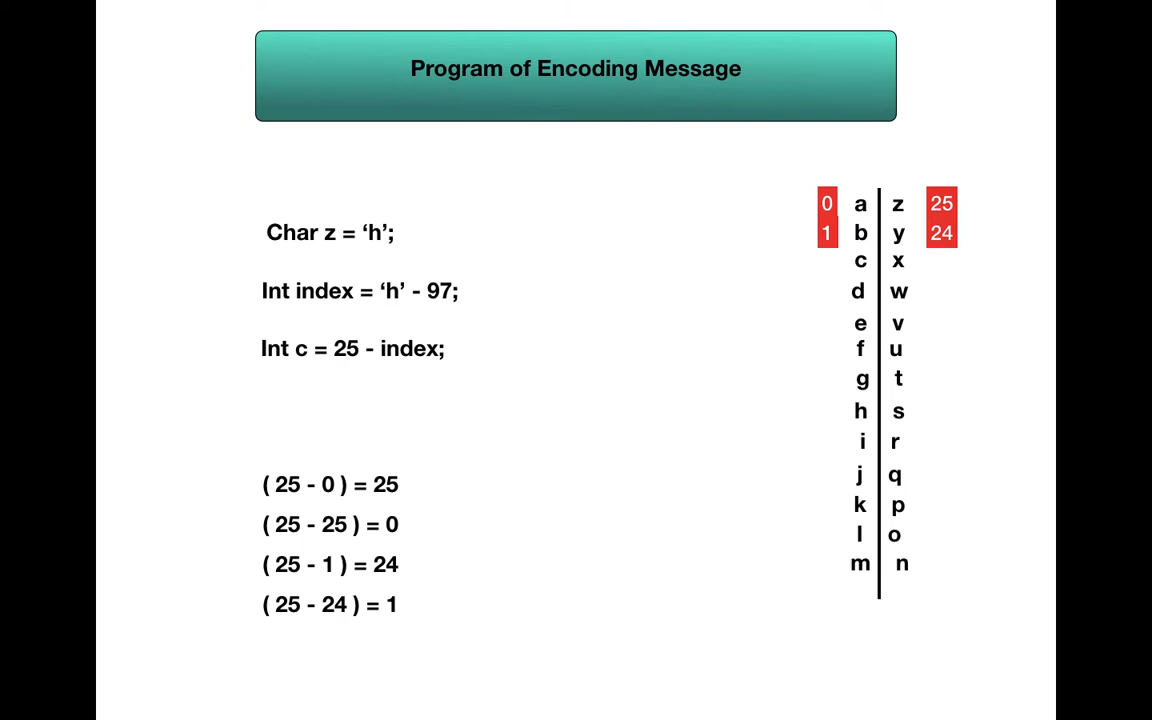 Program of Encoding Message
Char z = ‘h’;
Int index = ‘h’ - 97;
Int c = 25 - index;
( 25 - 0 ) = 25
( 25 - 25 ) = 0
( 25 - 1 ) = 24
( 25 - 24 ) = 1
0 a z 25
1 b y 24
c x
d w
e v
f u
g t
h s
i r
j q
k p
l o
m n